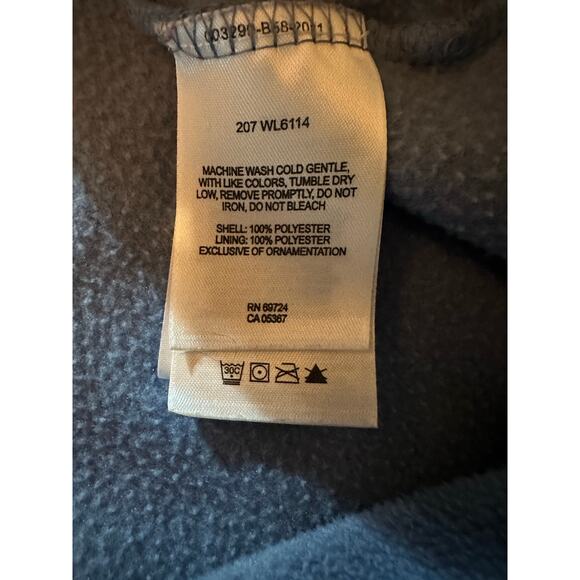 207 WL6114
MACHINE WASH COLD GENTLE,
WITH LIKE COLORS, TUMBLE DRY
LOW, REMOVE PROMPTLY, DO NOT
IRON, DO NOT BLEACH
SHELL: 100% POLYESTER
LINING: 100% POLYESTER
EXCLUSIVE OF ORNAMENTATION
RN 69724
CA 05367
30C